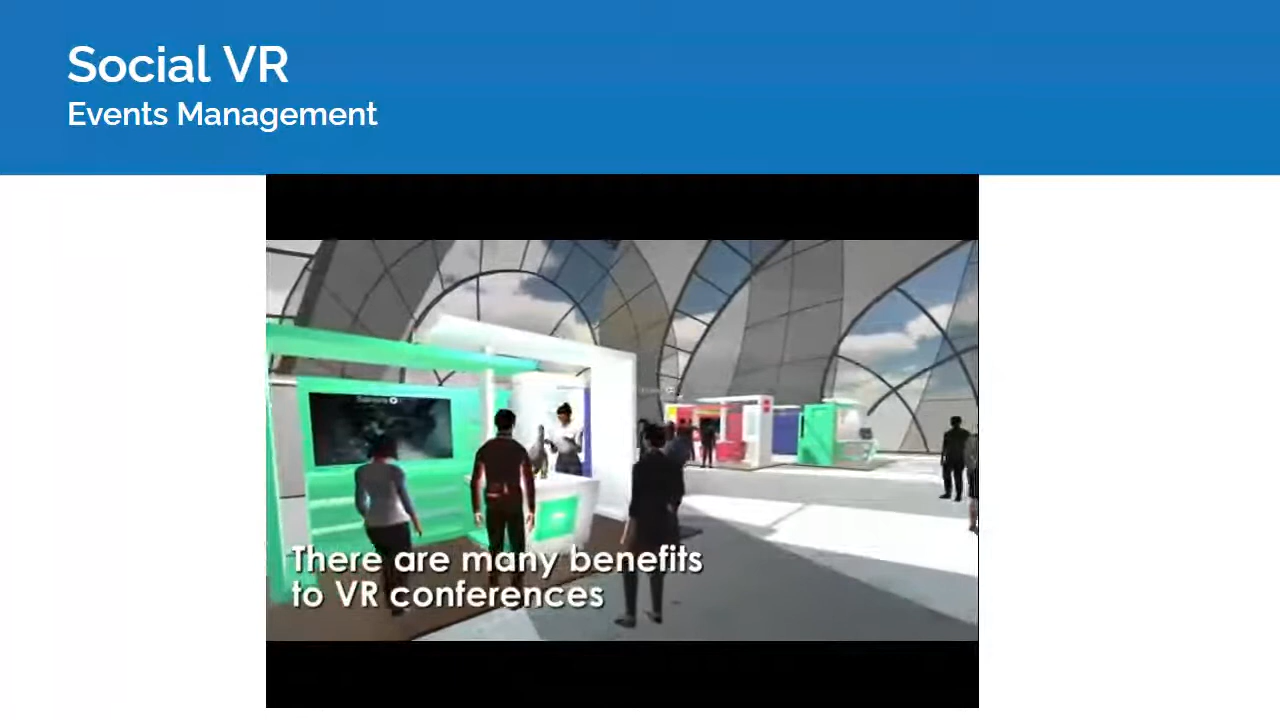 Social VR
Events Management
There are many benefits
to VR conferences